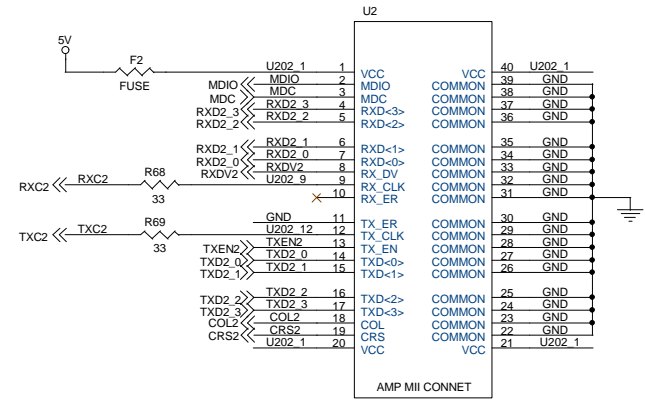 U2
5V
F2
FUSE
U202_1 1 VCC VCC 40 U202_1
MDIO MDIO 2 MDIO COMMON 39 GND
MDC MDC 3 MDC COMMON 38 GND
RXD2_3 RXD2_3 4 RXD<3> COMMON 37 GND
RXD2_2 RXD2_2 5 RXD<2> COMMON 36 GND
RXD2_1 RXD2_1 6 RXD<1> COMMON 35 GND
RXD2_0 RXD2_0 7 RXD<0> COMMON 34 GND
RXDV2 RXDV2 8 RX_DV COMMON 33 GND
RXC2 RXC2 R68 33 U202_9 9 RX_CLK COMMON 32 GND
10 RX_ER COMMON 31 GND
GND 11 TX_ER COMMON 30 GND
TXC2 TXC2 R69 33 U202_12 12 TX_CLK COMMON 29 GND
TXEN2 TXEN2 13 TX_EN COMMON 28 GND
TXD2_0 TXD2_0 14 TXD<0> COMMON 27 GND
TXD2_1 TXD2_1 15 TXD<1> COMMON 26 GND
TXD2_2 TXD2_2 16 TXD<2> COMMON 25 GND
TXD2_3 TXD2_3 17 TXD<3> COMMON 24 GND
COL2 COL2 18 COL COMMON 23 GND
CRS2 CRS2 19 CRS COMMON 22 GND
U202_1 20 VCC VCC 21 U202_1
AMP MII CONNET